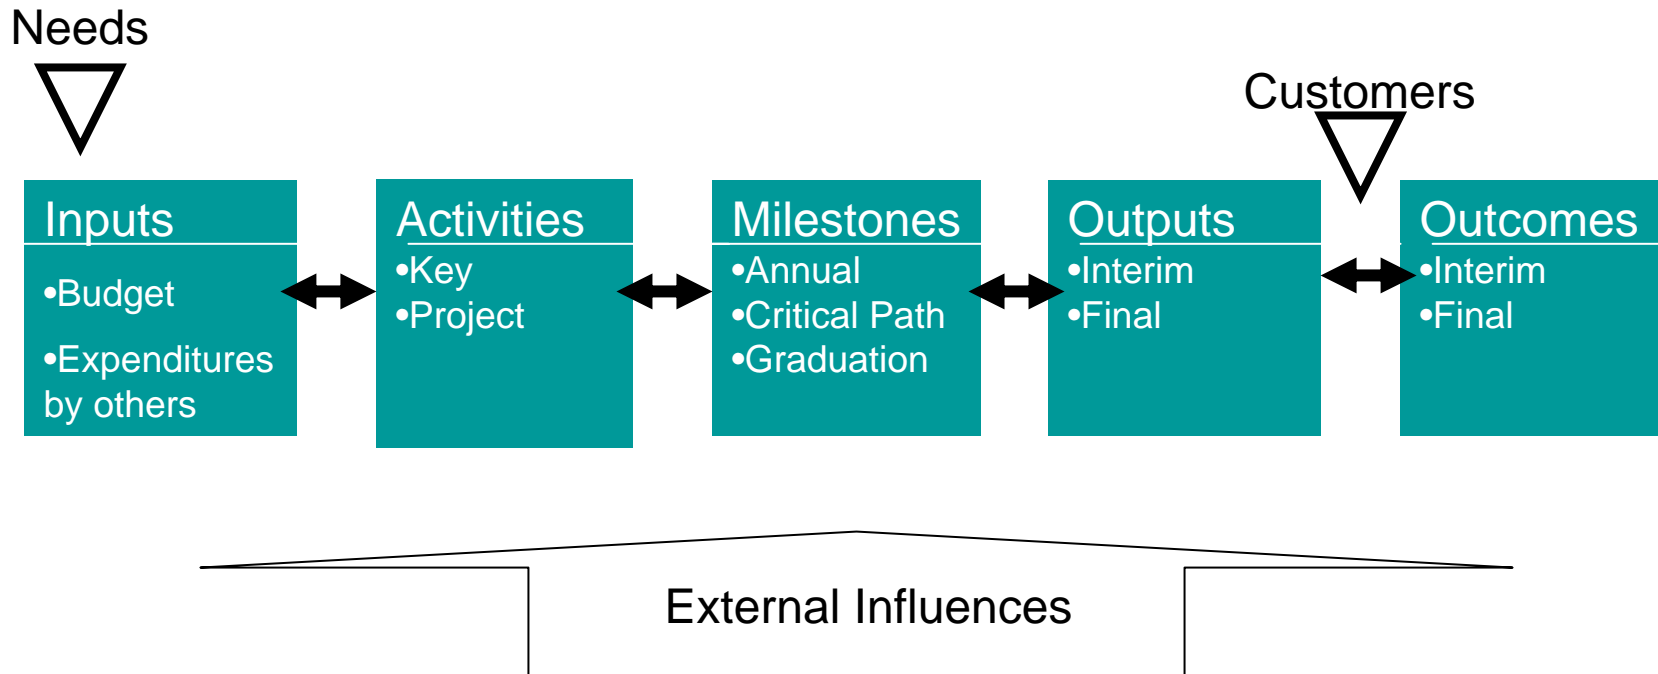 Needs
Customers
Inputs
•Budget
•Expenditures
by others
Activities
•Key
•Project
Milestones
•Annual
•Critical Path
•Graduation
Outputs
•Interim
•Final
Outcomes
•Interim
•Final
External Influences